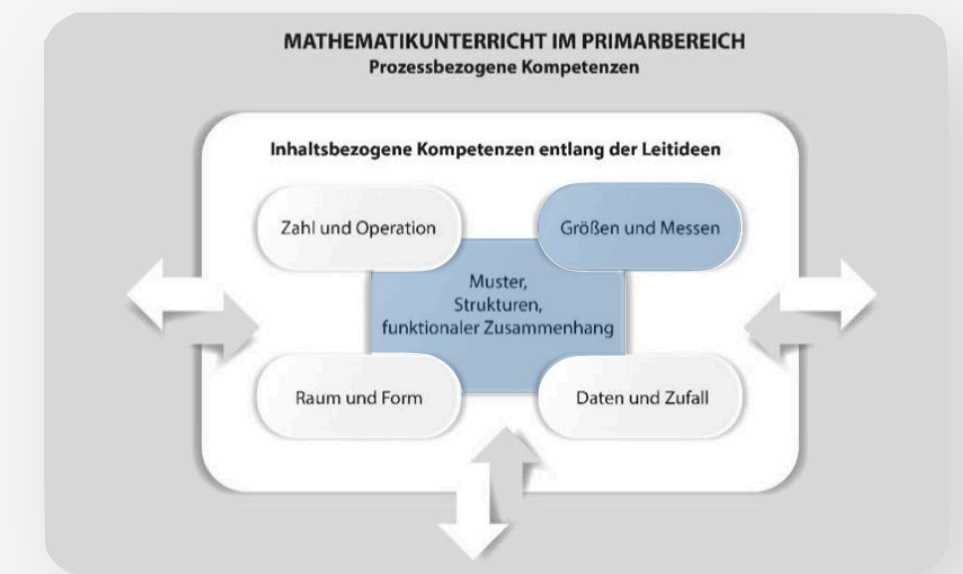 MATHEMATIKUNTERRICHT IM PRIMARBEREICH
Prozessbezogene Kompetenzen
Inhaltsbezogene Kompetenzen entlang der Leitideen
Zahl und Operation
Größen und Messen
Muster,
Strukturen,
funktionaler Zusammenhang
Raum und Form
Daten und Zufall